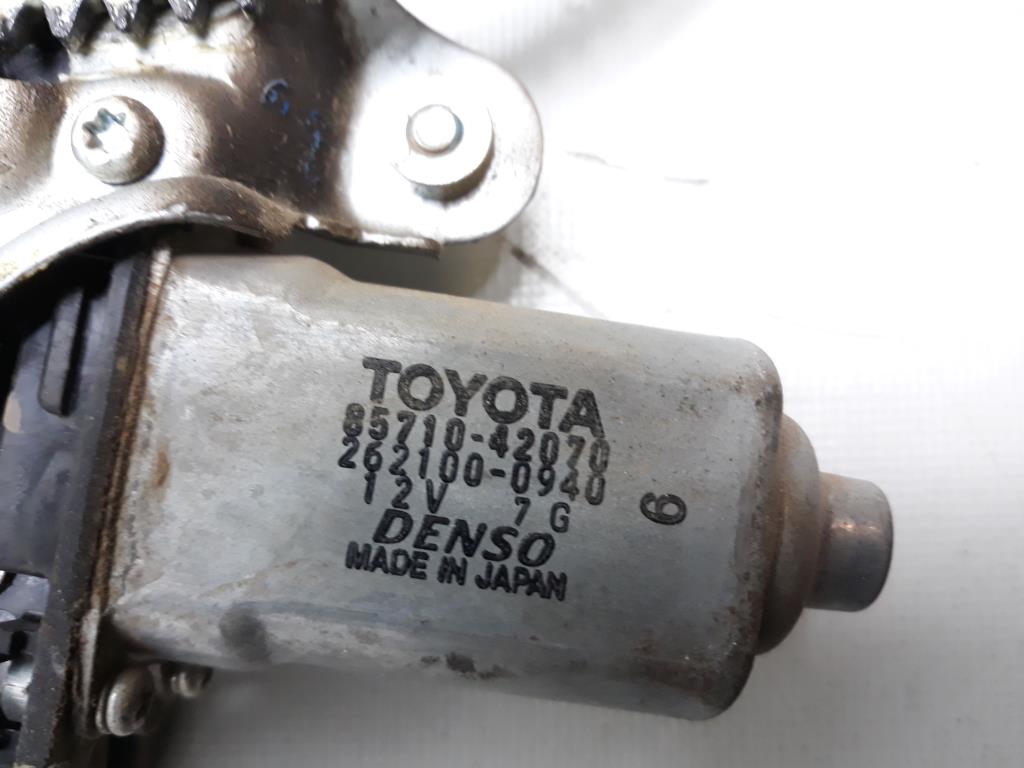 TOYOTA
85710-42070
262100-0940
12V 7G
DENSO
MADE IN JAPAN
6